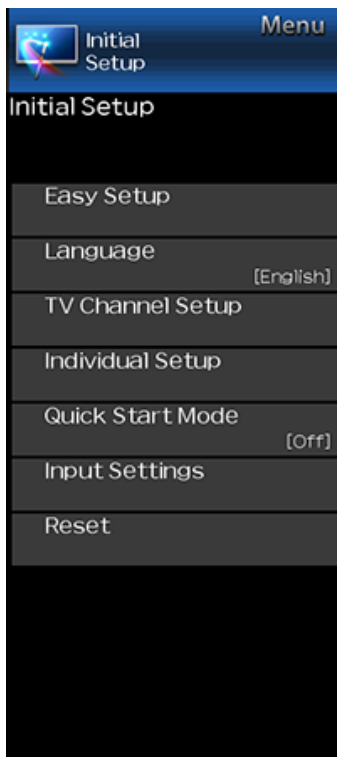 Menu
Initial
Setup
Initial Setup
Easy Setup
Language
[English]
TV Channel Setup
Individual Setup
Quick Start Mode
[Off]
Input Settings
Reset